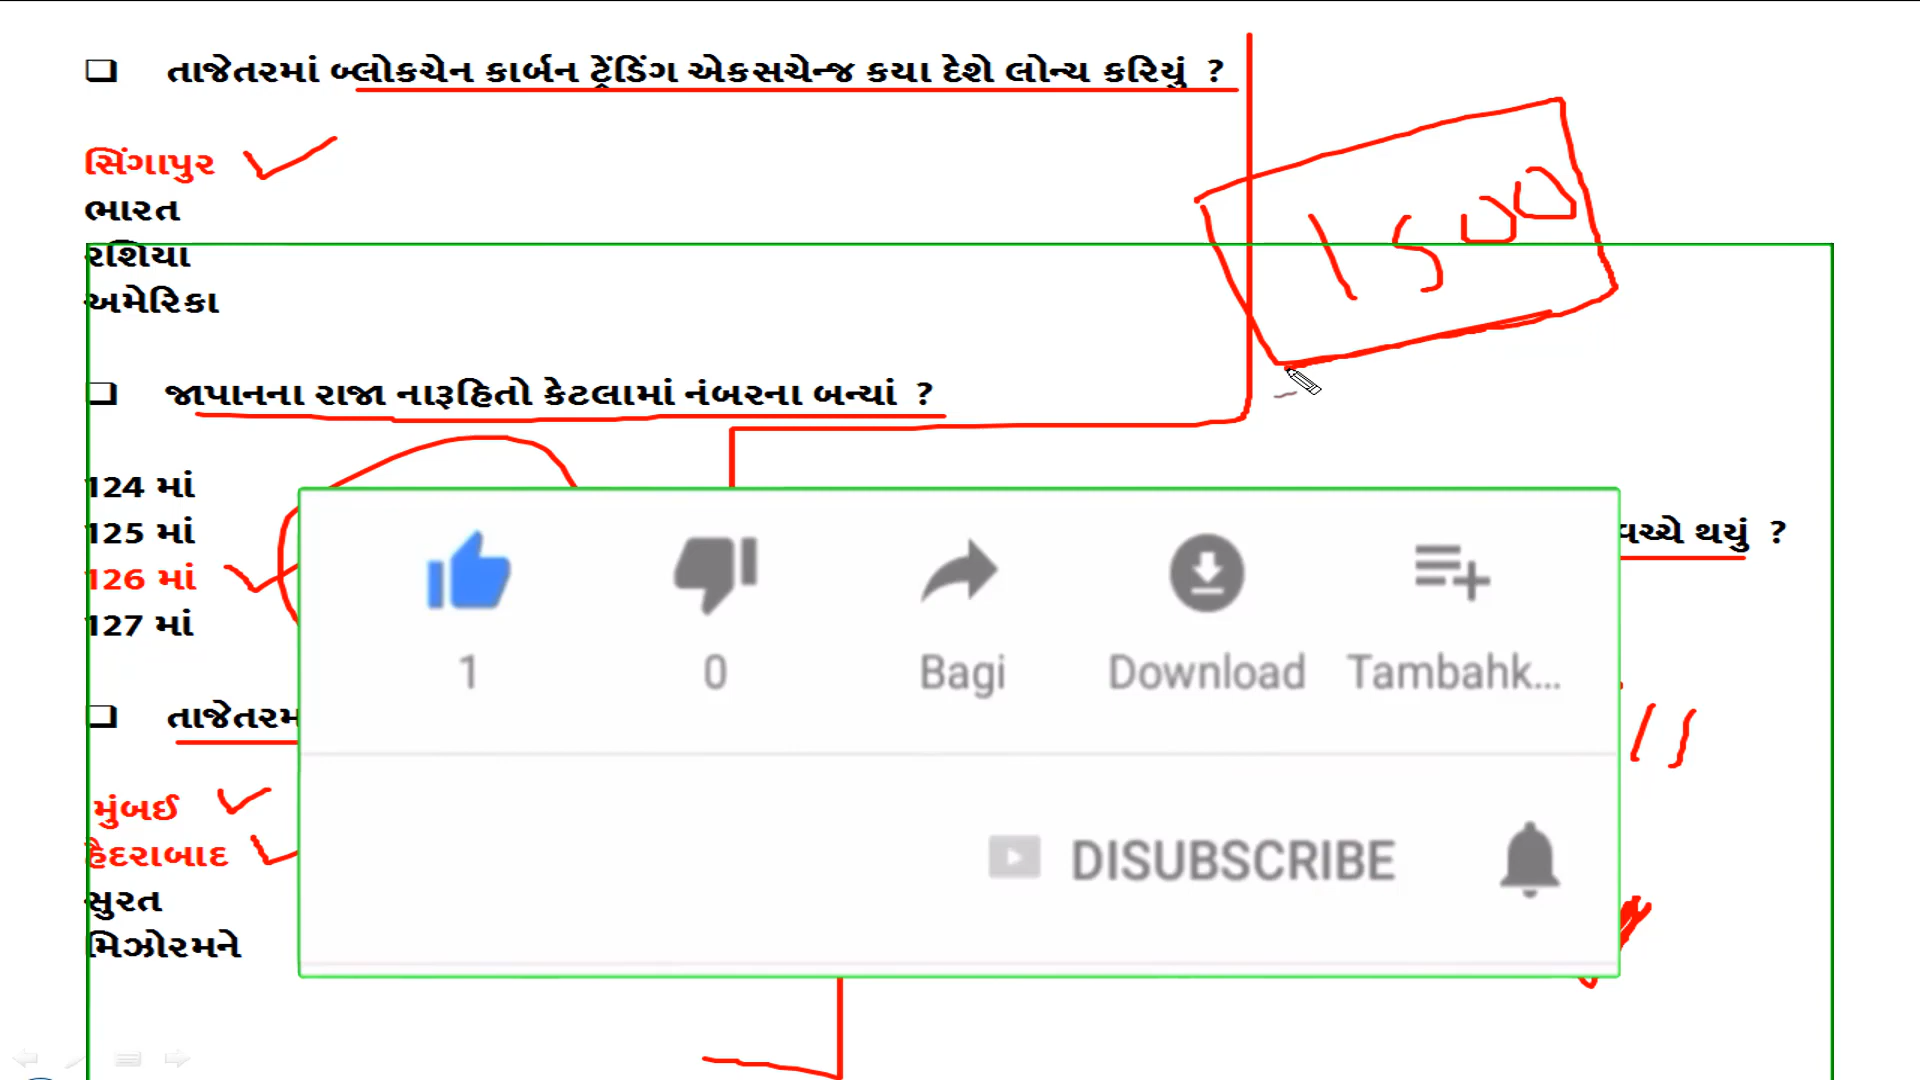 ❑ તાજેતરમાં બ્લોકચેન કાર્બન ટ્રેંડિંગ એકસચેન્જ કયા દેશે લોન્ચ કરિયું ?
સિંગાપુર
ભારત
રશિયા
અમેરિકા
1500
❑ જાપાનના રાજા નારૂહિતો કેટલામાં નંબરના બન્યાં ?
124 માં
125 માં
126 માં
127 માં
વચ્ચે થયું ?
1
0
Bagi
Download
Tambahk...
❑ તાજેતરમ
મુંબઈ
હૈદરાબાદ
સુરત
મિઝોરમને
DISUBSCRIBE